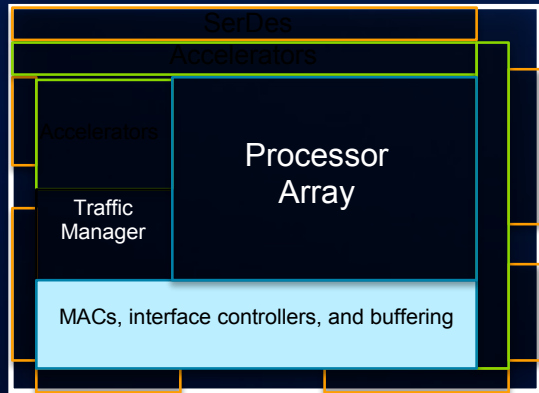 SerDes
Accelerators
Accelerators
Processor
Array
Traffic
Manager
MACs, interface controllers, and buffering